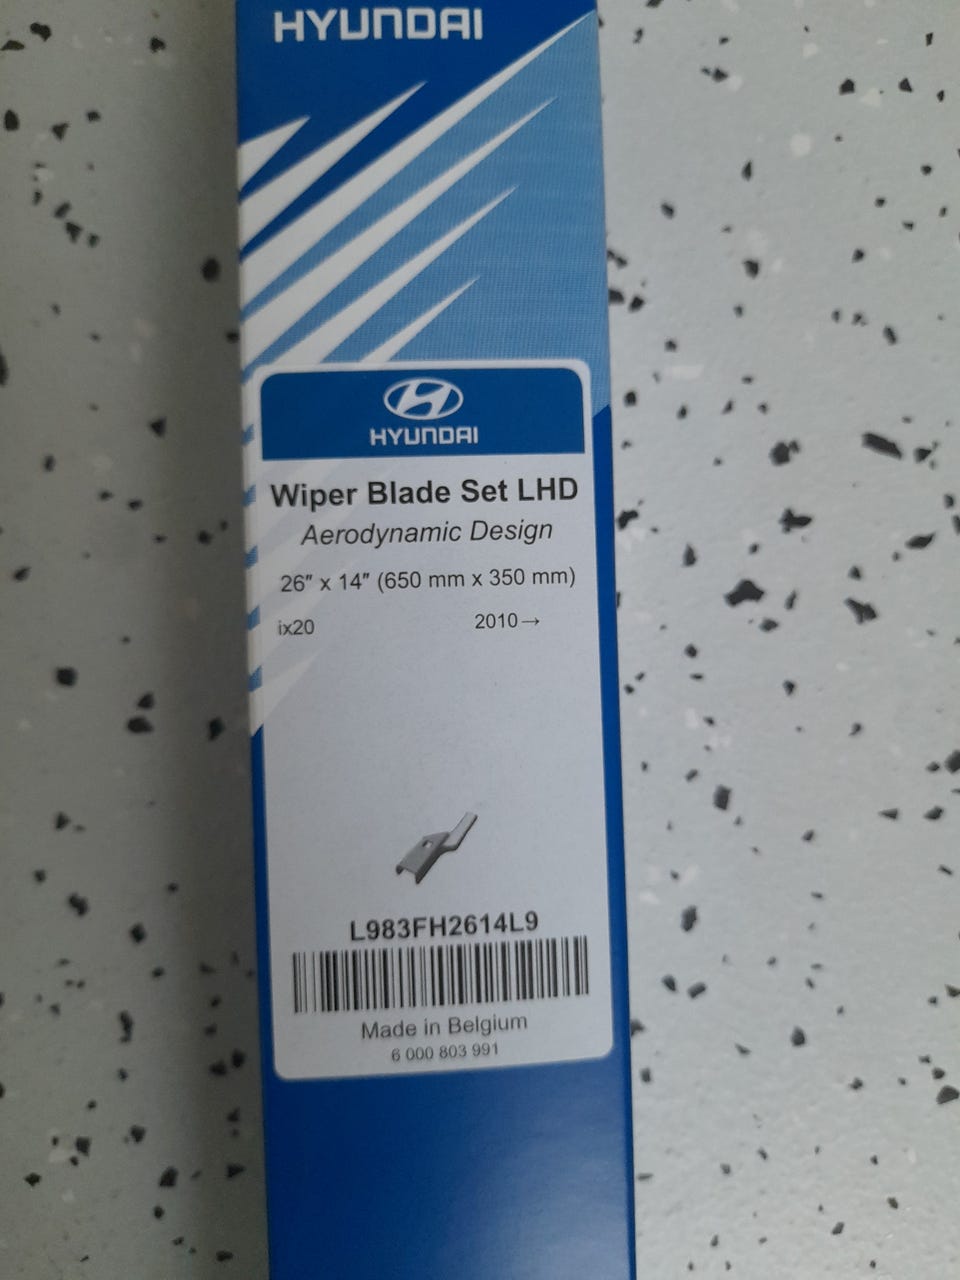 HYUNDAI
HYUNDAI
Wiper Blade Set LHD
Aerodynamic Design
26" x 14" (650 mm x 350 mm)
ix20 2010→
L983FH2614L9
Made in Belgium
6 000 803 991